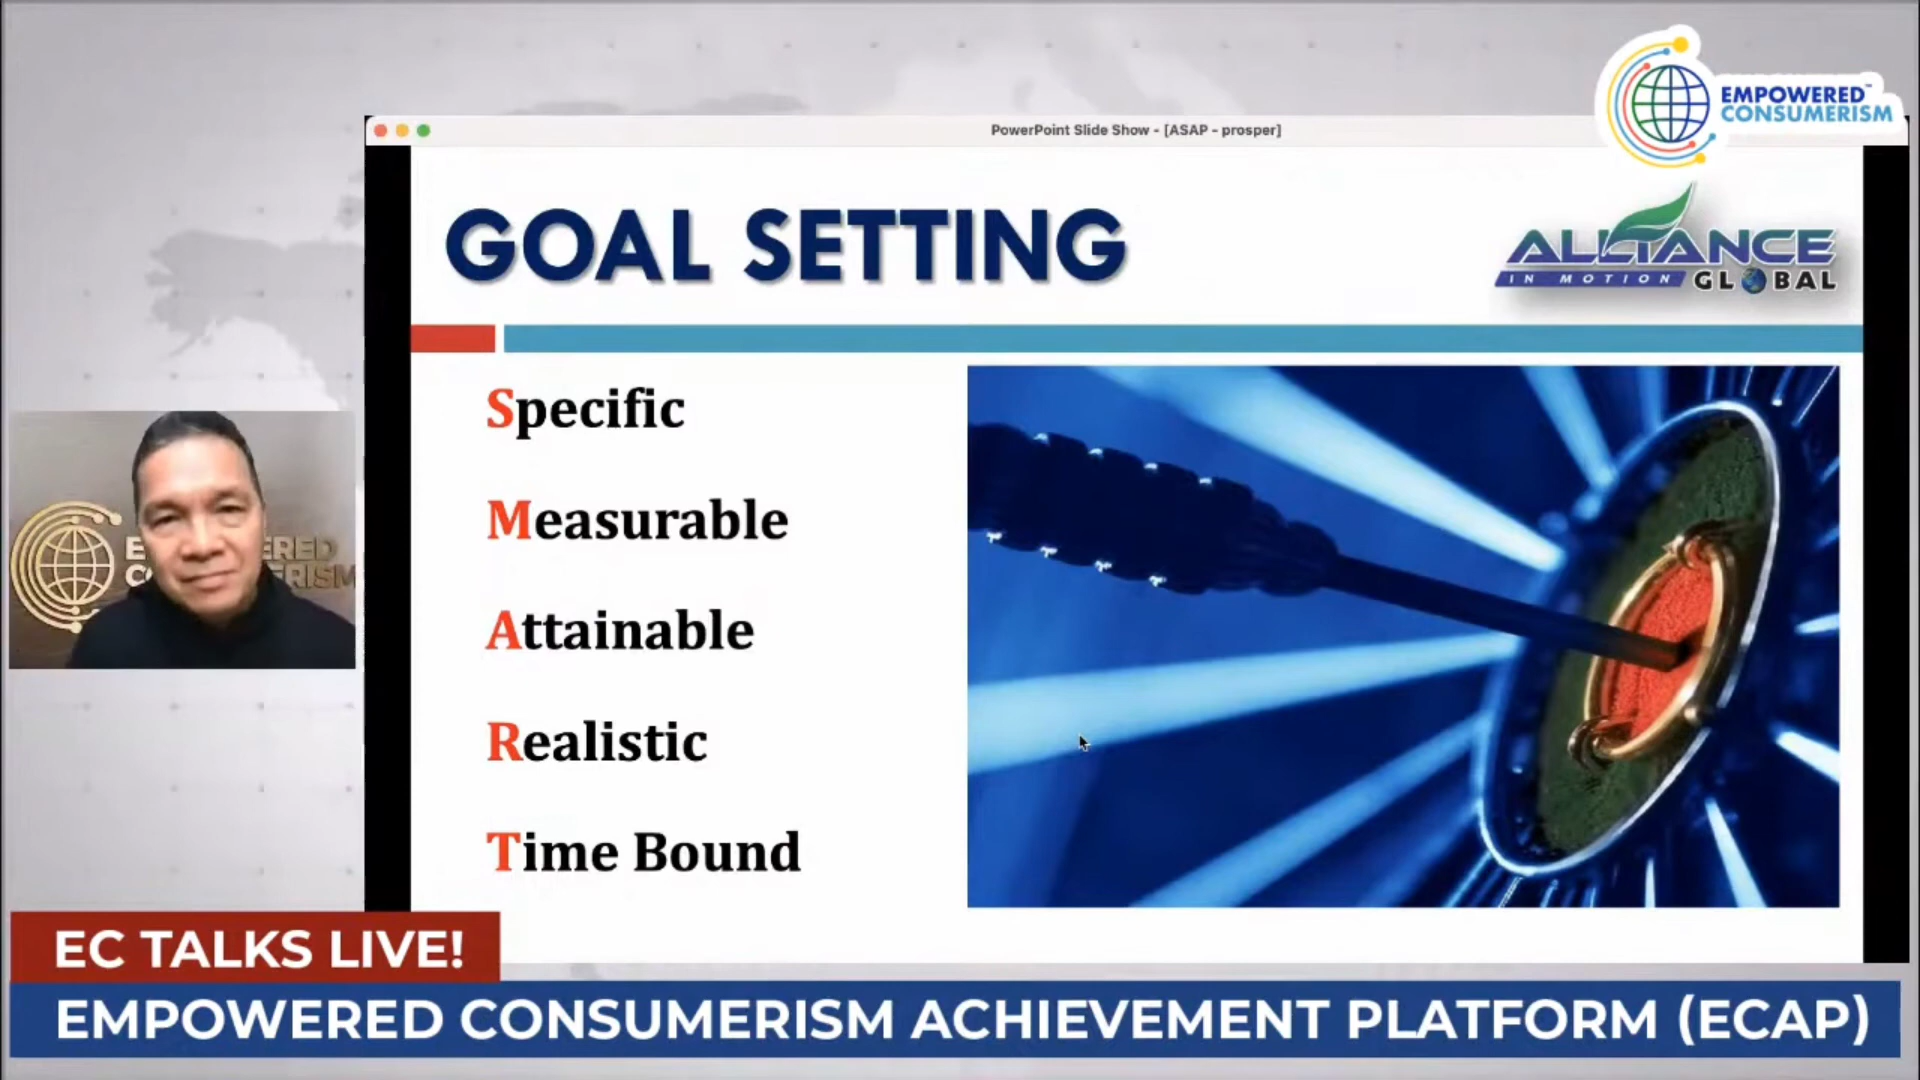 EMPOWERED™
CONSUMERISM
PowerPoint Slide Show - [ASAP - prosper]
GOAL SETTING
ALLIANCE
IN MOTION GLOBAL
Specific
Measurable
Attainable
Realistic
Time Bound
EC TALKS LIVE!
EMPOWERED CONSUMERISM ACHIEVEMENT PLATFORM (ECAP)